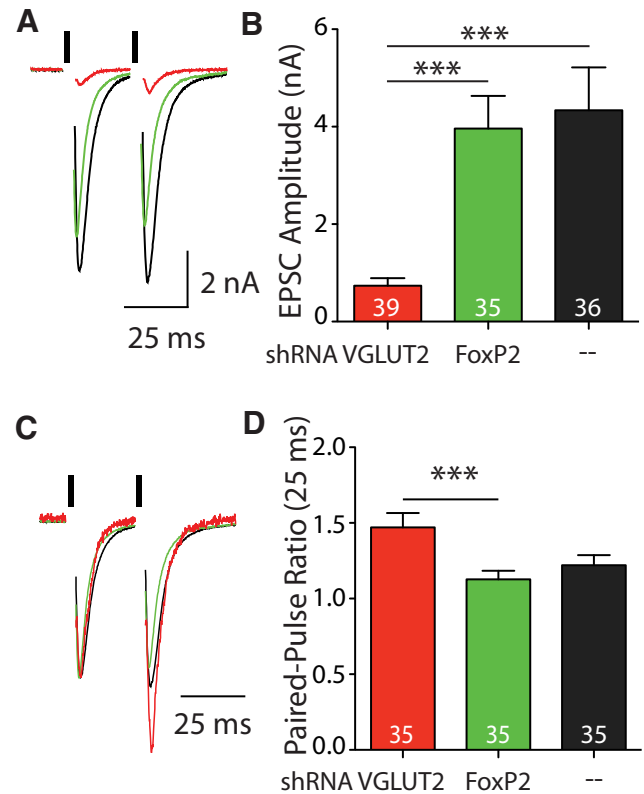 A
2 nA
25 ms
B
EPSC Amplitude (nA)
6
4
2
0
***
***
39
35
36
shRNA VGLUT2
FoxP2
--
C
25 ms
D
Paired-Pulse Ratio (25 ms)
2.0
1.5
1.0
0.5
0.0
***
35
35
35
shRNA VGLUT2
FoxP2
--